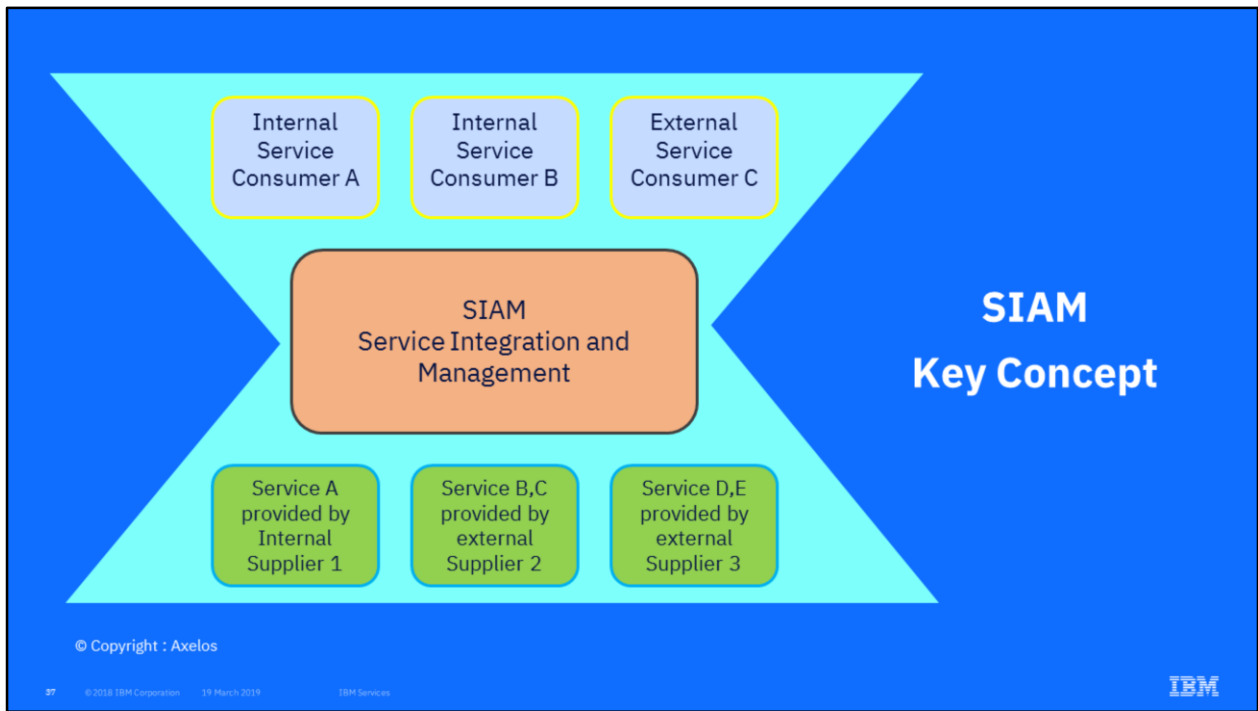 Internal
Service
Consumer A
Internal
Service
Consumer B
External
Service
Consumer C
SIAM
Service Integration and
Management
SIAM
Key Concept
Service A
provided by
Internal
Supplier 1
Service B,C
provided by
external
Supplier 2
Service D,E
provided by
external
Supplier 3
© Copyright : Axelos
37 ©2018 IBM Corporation 19 March 2019 IBM Services
IBM